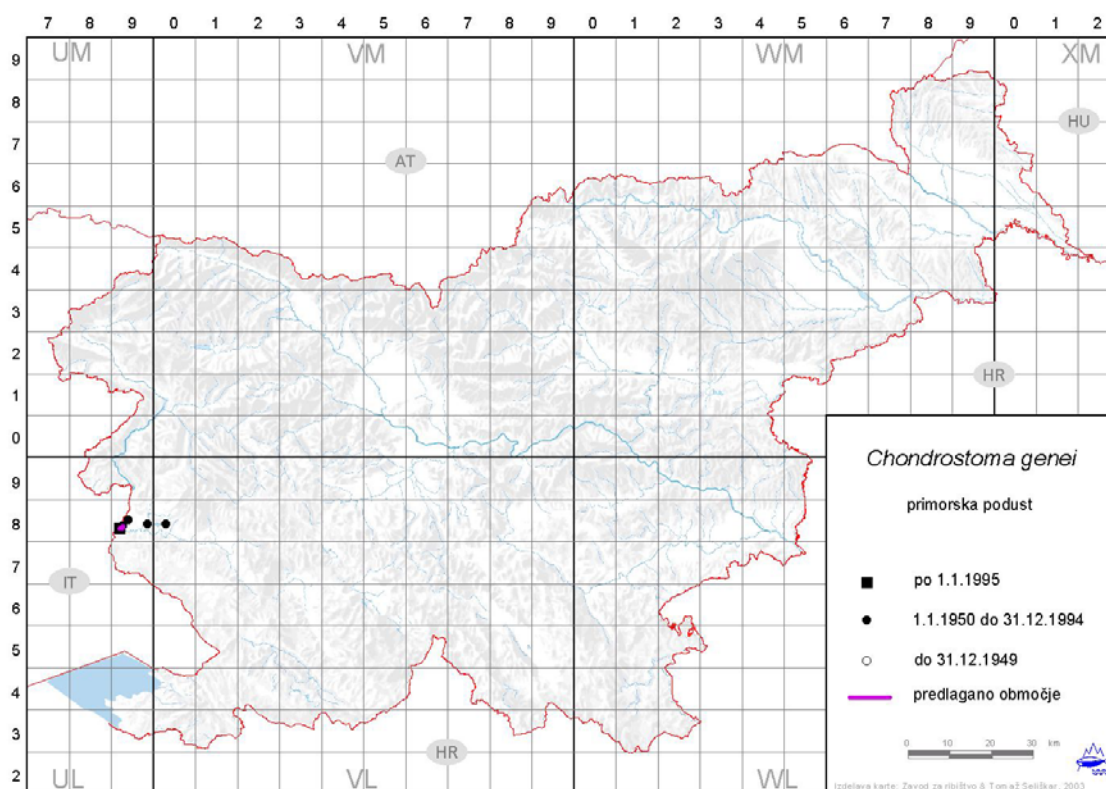 7 8 9 0 1 2 3 4 5 6 7 8 9 0 1 2 3 4 5 6 7 8 9 0 1 2
UM VM WM XM
9
8
HU
7
AT
6
5
4
3
2
HR
1
0
9
8
7
IT
6
5
4
3
HR
2
UL VL WL
Chondrostoma genei
primorska podust
po 1.1.1995
1.1.1950 do 31.12.1994
do 31.12.1949
predlagano območje
0 10 20 30 km
Izdelava karte: Zavod za ribištvo & Tomaž Seliškar, 2003